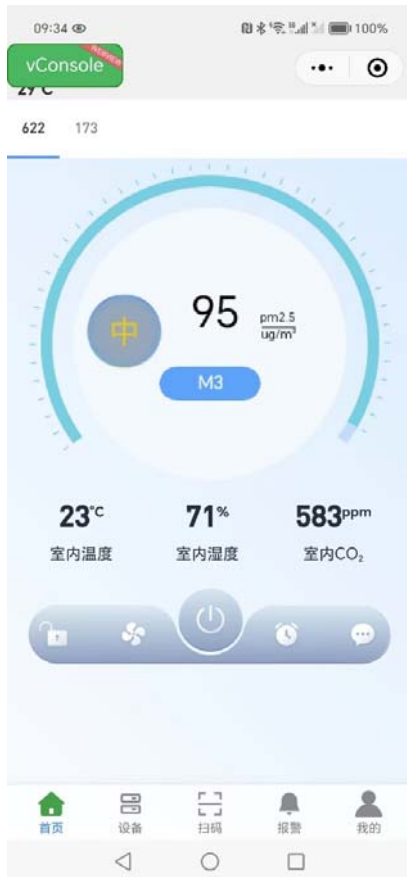 09:34 100%
vConsole
WEBVIEW
29℃
622 173
95 pm2.5
ug/m³
中
M3
23℃ 71% 583ppm
室内温度 室内湿度 室内CO₂
首页 设备 扫码 报警 我的